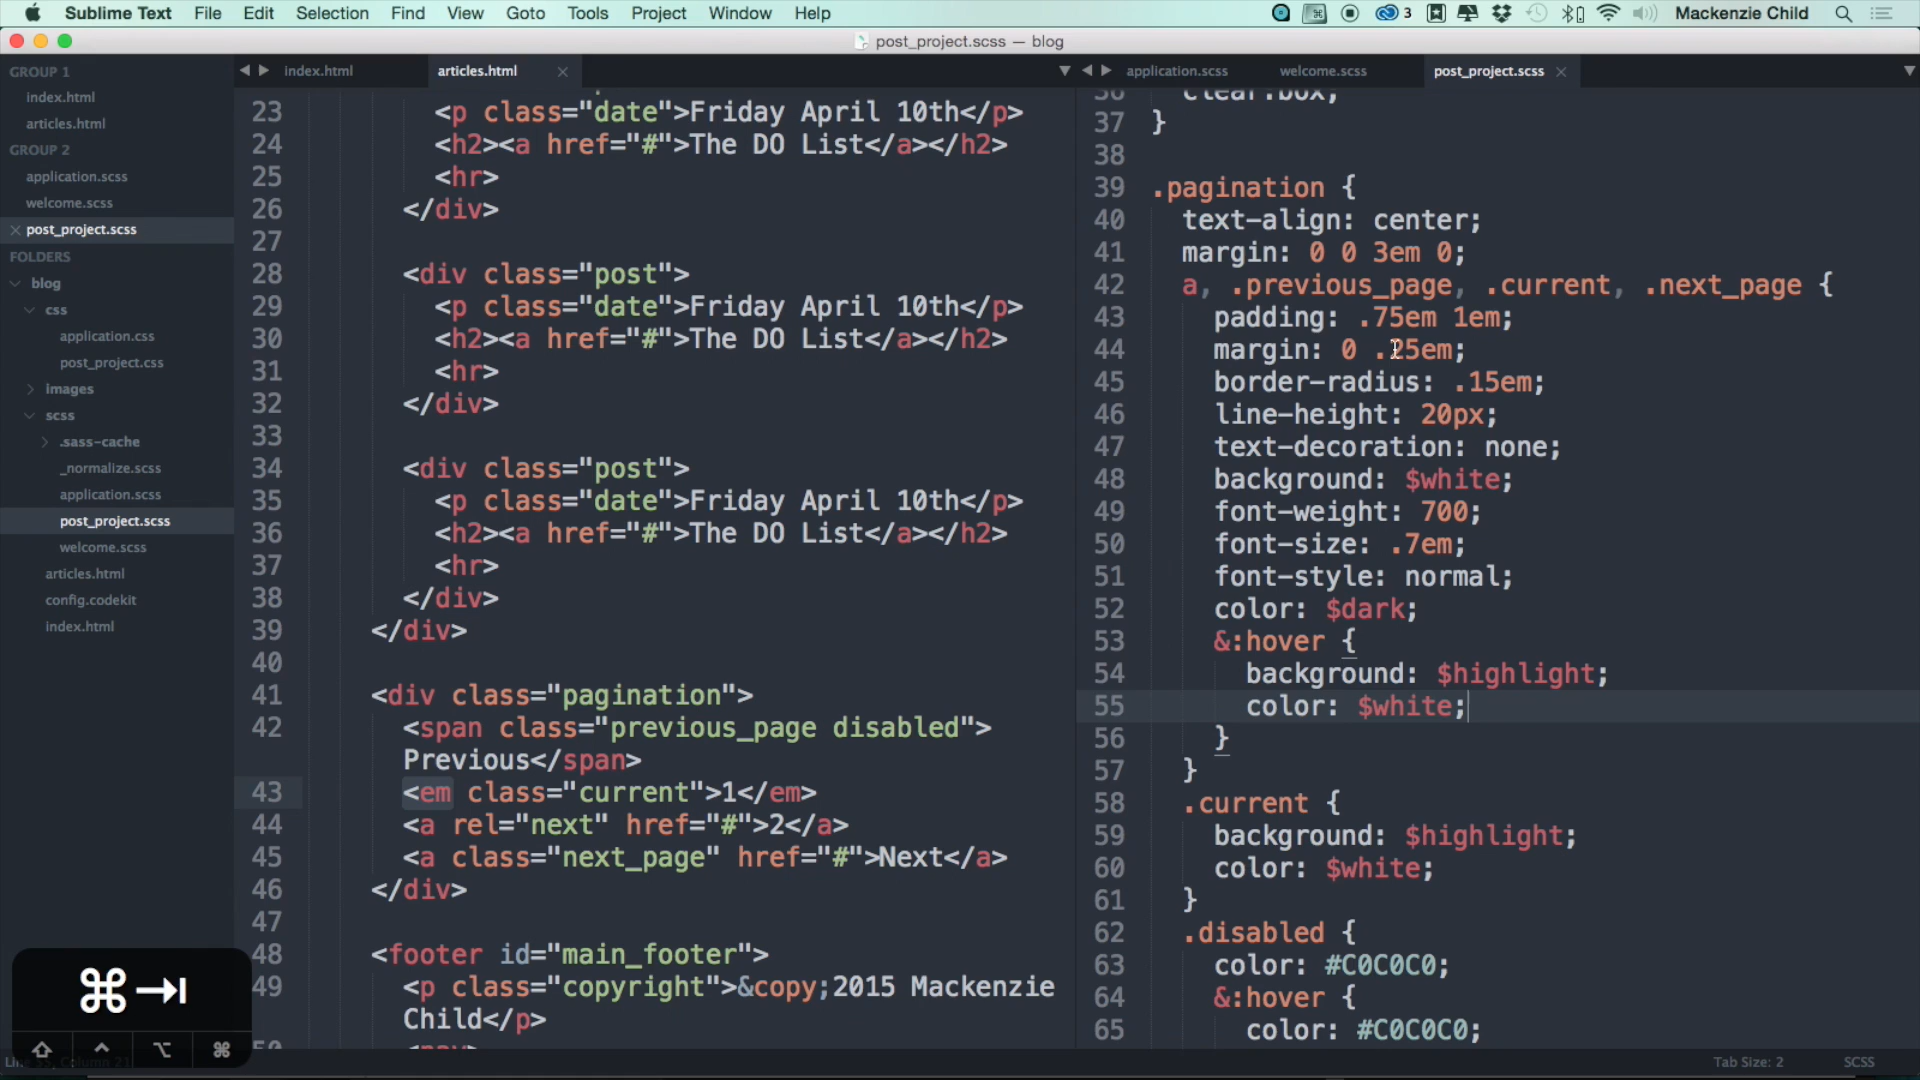 Sublime Text File Edit Selection Find View Goto Tools Project Window Help 3 Mackenzie Child
post_project.scss — blog
GROUP 1
index.html
articles.html
GROUP 2
application.scss
welcome.scss
post_project.scss
FOLDERS
blog
css
application.css
post_project.css
images
scss
.sass-cache
_normalize.scss
application.scss
post_project.scss
welcome.scss
articles.html
config.codekit
index.html
index.html articles.html
23 <p class="date">Friday April 10th</p>
24 <h2><a href="#">The DO List</a></h2>
25 <hr>
26 </div>
27
28 <div class="post">
29 <p class="date">Friday April 10th</p>
30 <h2><a href="#">The DO List</a></h2>
31 <hr>
32 </div>
33
34 <div class="post">
35 <p class="date">Friday April 10th</p>
36 <h2><a href="#">The DO List</a></h2>
37 <hr>
38 </div>
39 </div>
40
41 <div class="pagination">
42 <span class="previous_page disabled">
Previous</span>
43 <em class="current">1</em>
44 <a rel="next" href="#">2</a>
45 <a class="next_page" href="#">Next</a>
46 </div>
47
48 <footer id="main_footer">
49 <p class="copyright">&copy;2015 Mackenzie
Child</p>
application.scss welcome.scss post_project.scss
36 clear:box;
37 }
38
39 .pagination {
40 text-align: center;
41 margin: 0 0 3em 0;
42 a, .previous_page, .current, .next_page {
43 padding: .75em 1em;
44 margin: 0 .25em;
45 border-radius: .15em;
46 line-height: 20px;
47 text-decoration: none;
48 background: $white;
49 font-weight: 700;
50 font-size: .7em;
51 font-style: normal;
52 color: $dark;
53 &:hover {
54 background: $highlight;
55 color: $white;
56 }
57 }
58 .current {
59 background: $highlight;
60 color: $white;
61 }
62 .disabled {
63 color: #C0C0C0;
64 &:hover {
65 color: #C0C0C0;
Tab Size: 2 SCSS